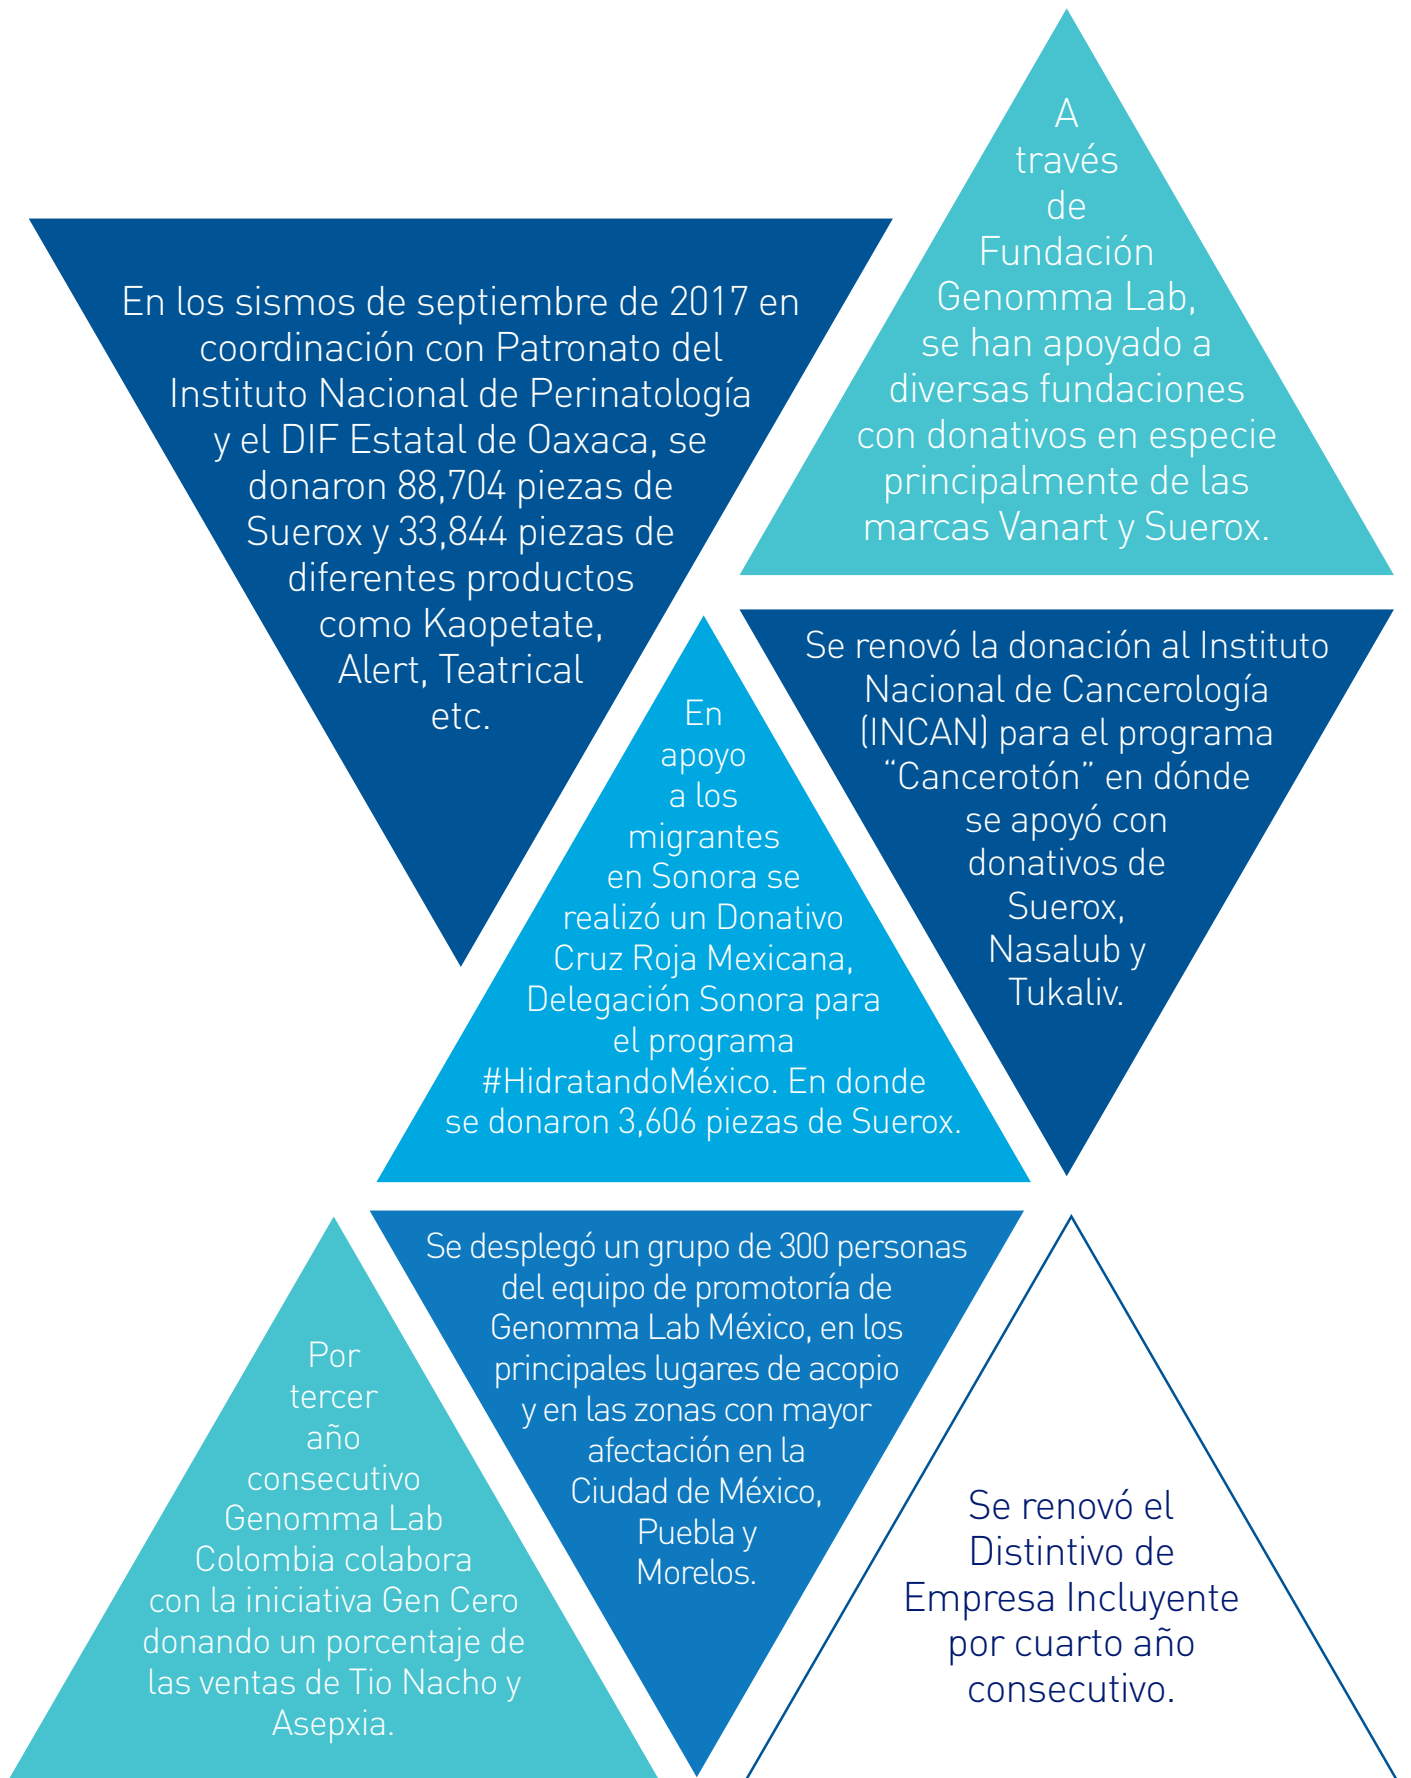 A
través
de
Fundación
Genomma Lab,
se han apoyado a
diversas fundaciones
con donativos en especie
principalmente de las
marcas Vanart y Suerox.
En los sismos de septiembre de 2017 en
coordinación con Patronato del
Instituto Nacional de Perinatología
y el DIF Estatal de Oaxaca, se
donaron 88,704 piezas de
Suerox y 33,844 piezas de
diferentes productos
como Kaopetate,
Alert, Teatrical
etc.
Se renovó la donación al Instituto
Nacional de Cancerología
(INCAN) para el programa
“Cancerotón” en dónde
se apoyó con
donativos de
Suerox,
Nasalub y
Tukaliv.
En
apoyo
a los
migrantes
en Sonora se
realizó un Donativo
Cruz Roja Mexicana,
Delegación Sonora para
el programa
#HidratandoMéxico. En donde
se donaron 3,606 piezas de Suerox.
Se desplegó un grupo de 300 personas
del equipo de promotoría de
Genomma Lab México, en los
principales lugares de acopio
y en las zonas con mayor
afectación en la
Ciudad de México,
Puebla y
Morelos.
Por
tercer
año
consecutivo
Genomma Lab
Colombia colabora
con la iniciativa Gen Cero
donando un porcentaje de
las ventas de Tio Nacho y
Asepxia.
Se renovó el
Distintivo de
Empresa Incluyente
por cuarto año
consecutivo.